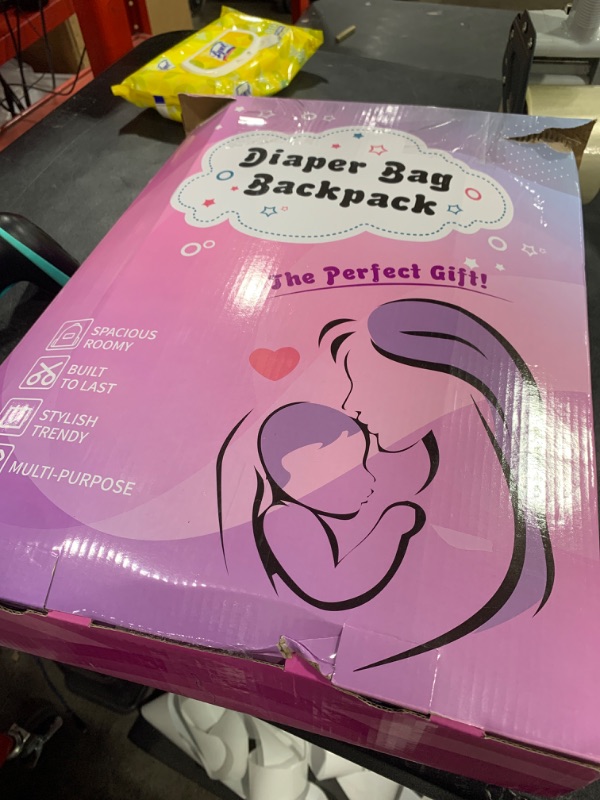 Diaper Bag
Backpack
The Perfect Gift!
SPACIOUS
ROOMY
BUILT
TO LAST
STYLISH
TRENDY
MULTI-PURPOSE